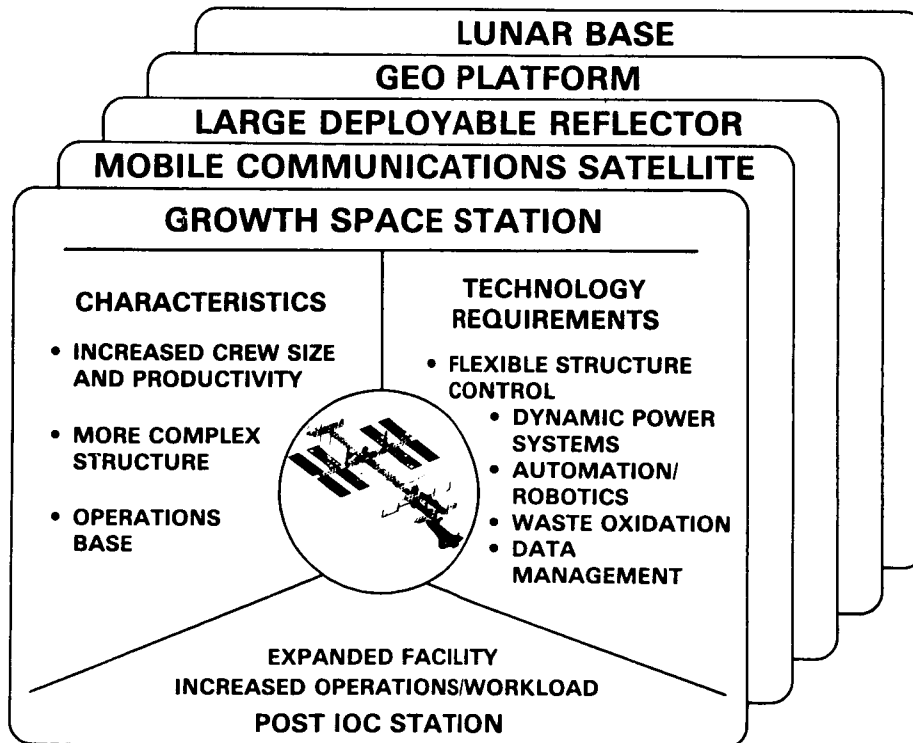 LUNAR BASE
GEO PLATFORM
LARGE DEPLOYABLE REFLECTOR
MOBILE COMMUNICATIONS SATELLITE
GROWTH SPACE STATION
CHARACTERISTICS
• INCREASED CREW SIZE
AND PRODUCTIVITY
• MORE COMPLEX
STRUCTURE
• OPERATIONS
BASE
TECHNOLOGY
REQUIREMENTS
• FLEXIBLE STRUCTURE
CONTROL
• DYNAMIC POWER
SYSTEMS
• AUTOMATION/
ROBOTICS
• WASTE OXIDATION
• DATA
MANAGEMENT
EXPANDED FACILITY
INCREASED OPERATIONS/WORKLOAD
POST IOC STATION